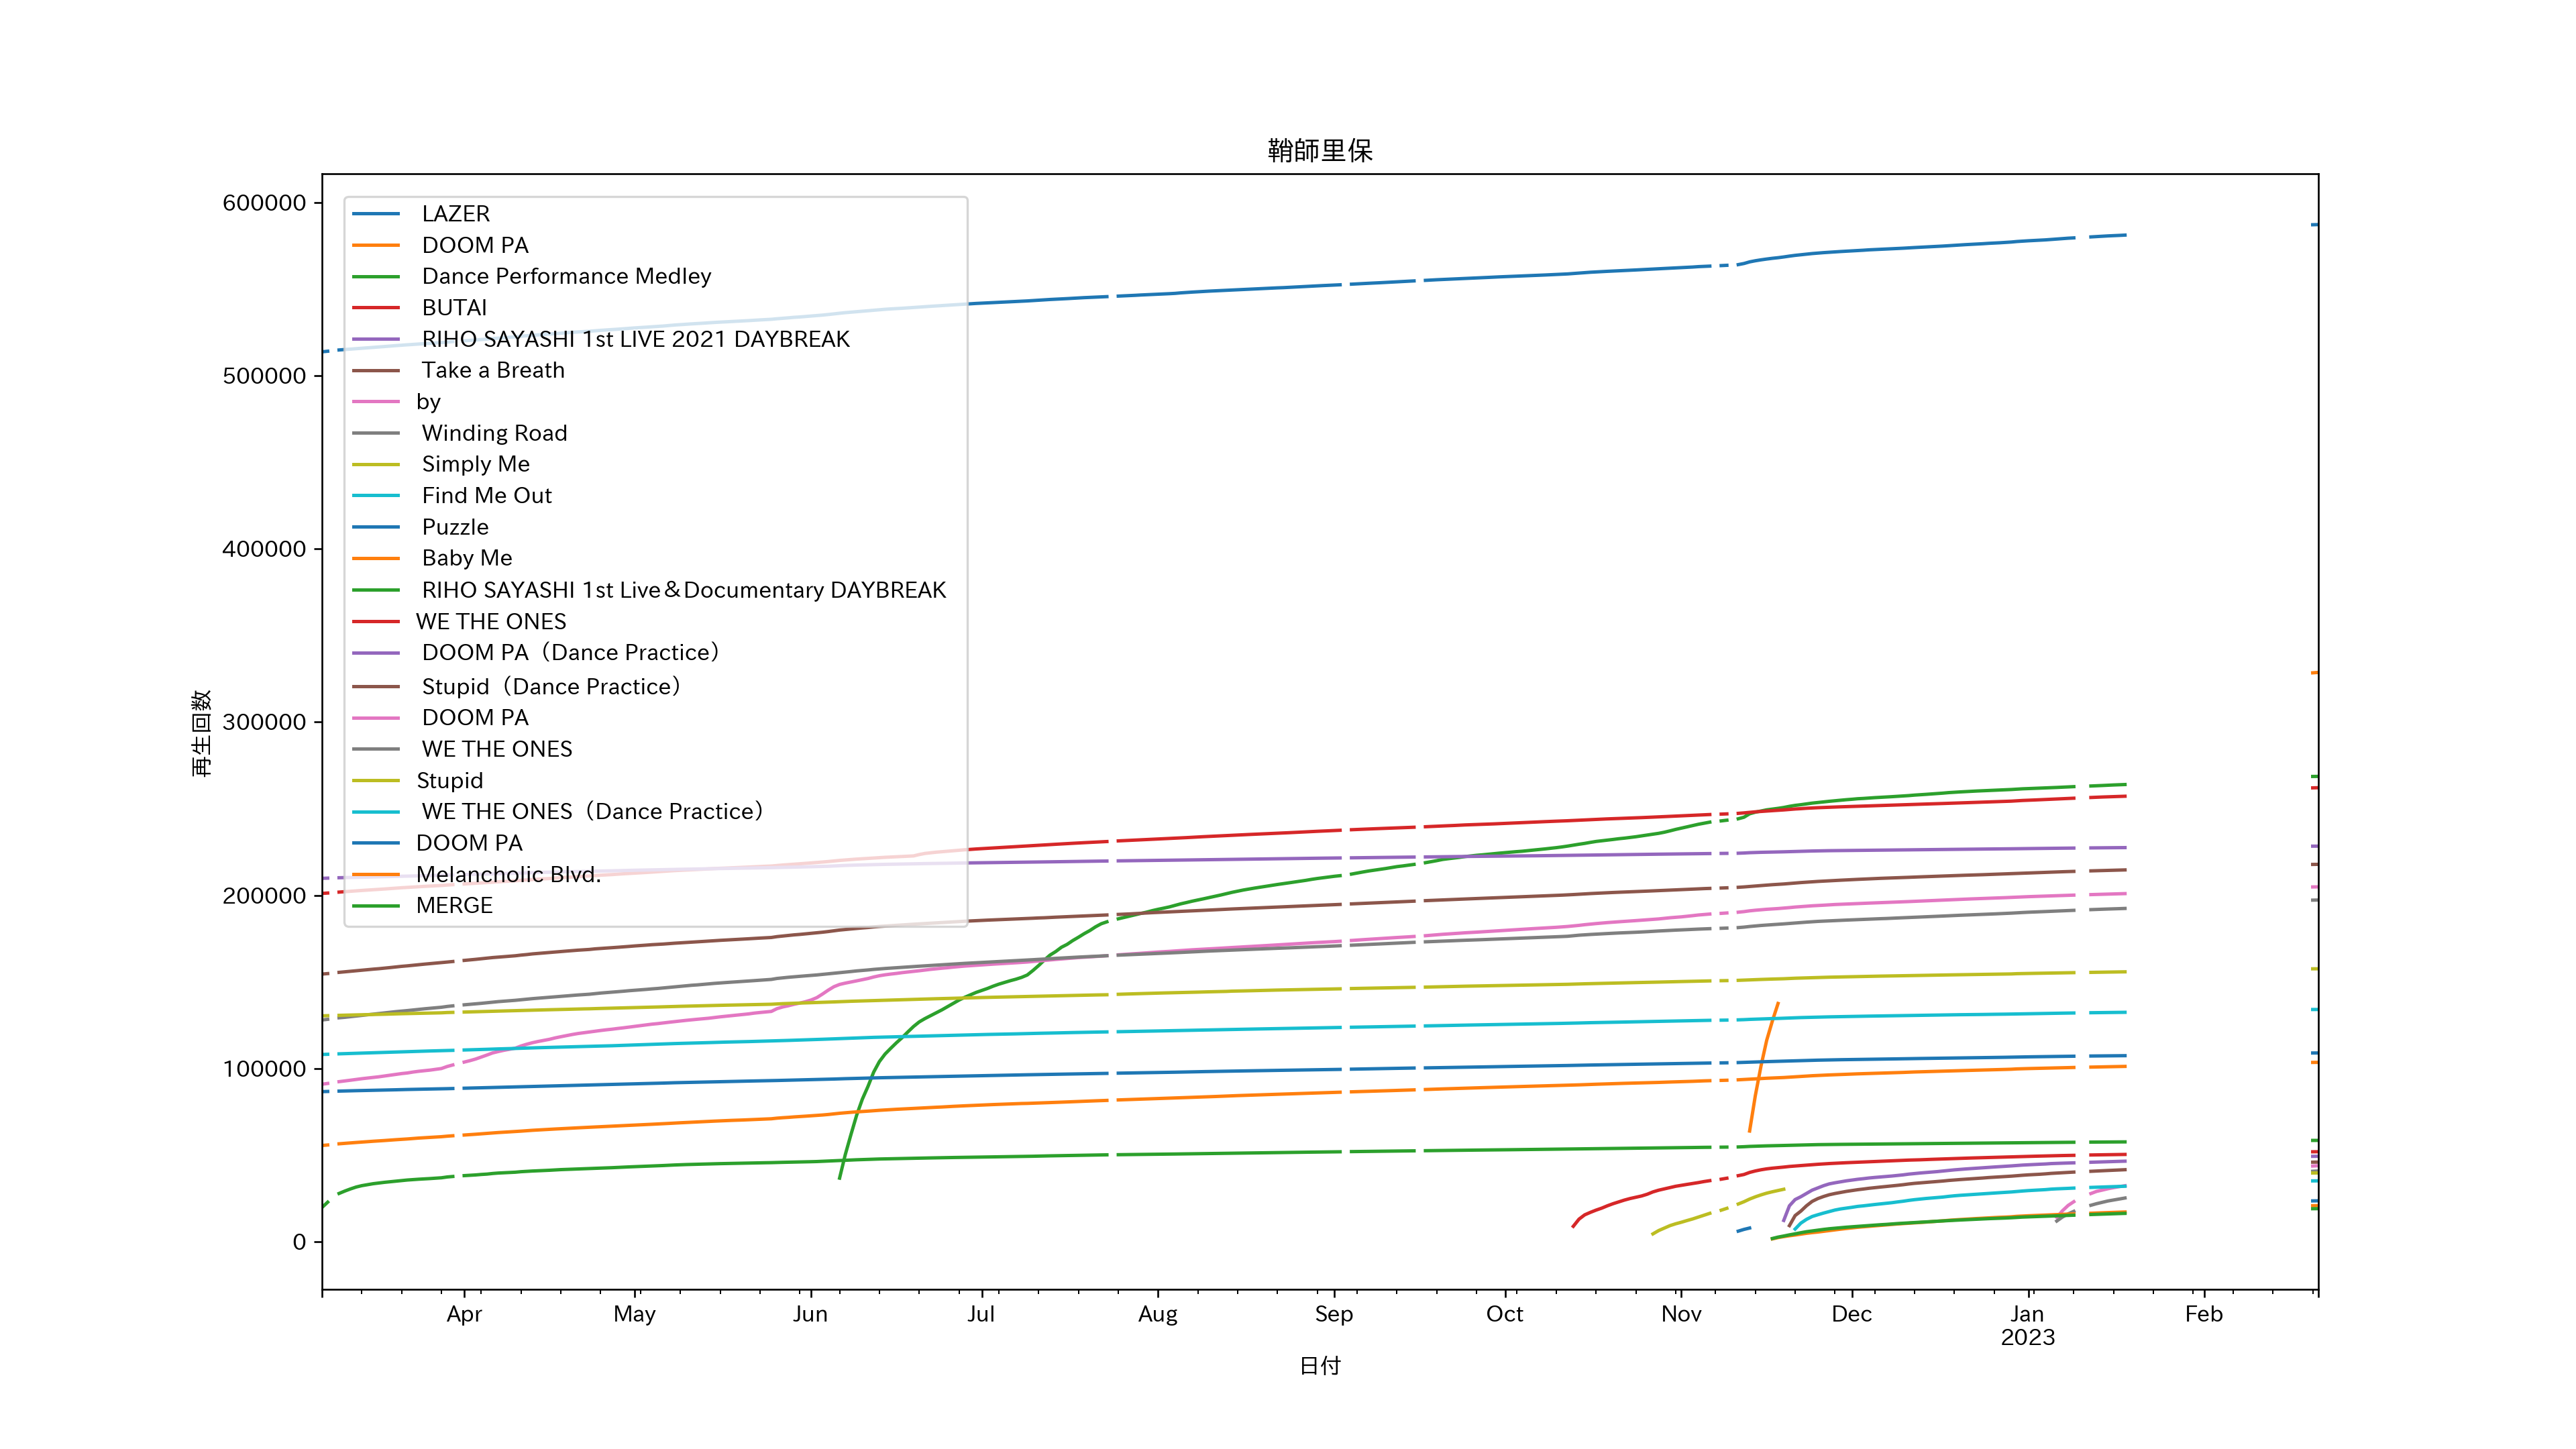 鞘師里保
600000
500000
400000
300000
200000
100000
0
再生回数
LAZER
DOOM PA
Dance Performance Medley
BUTAI
RIHO SAYASHI 1st LIVE 2021 DAYBREAK
Take a Breath
by
Winding Road
Simply Me
Find Me Out
Puzzle
Baby Me
RIHO SAYASHI 1st Live＆Documentary DAYBREAK
WE THE ONES
DOOM PA（Dance Practice）
Stupid（Dance Practice）
DOOM PA
WE THE ONES
Stupid
WE THE ONES（Dance Practice）
DOOM PA
Melancholic Blvd.
MERGE
Apr May Jun Jul Aug Sep Oct Nov Dec Jan Feb
2023
日付